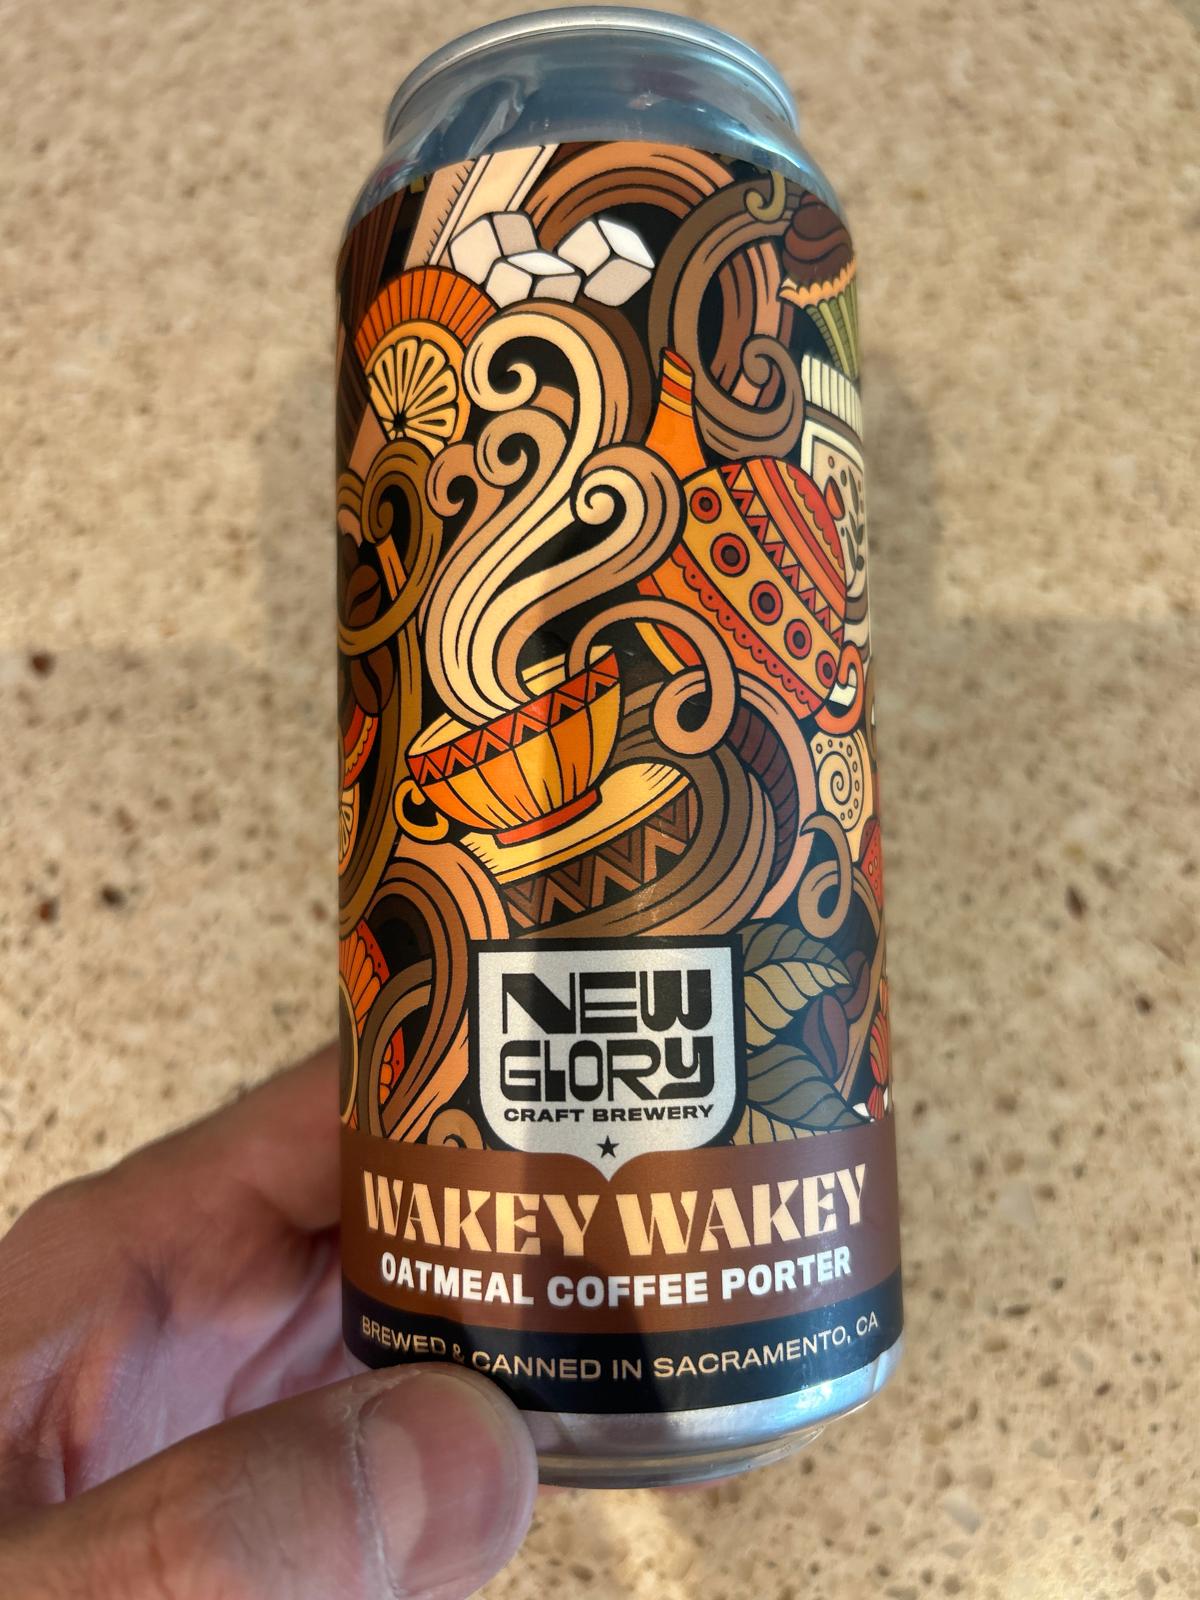 NEW
GLORY
CRAFT BREWERY
WAKEY WAKEY
OATMEAL COFFEE PORTER
BREWED & CANNED IN SACRAMENTO, CA